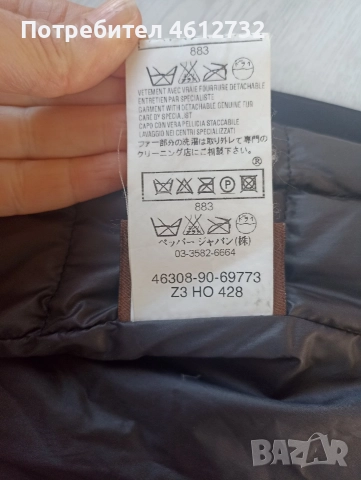 Потребител 4612732
883
VETEMENT AVEC VRAIE FOURRURE DETACHABLE
ENTRETIEN PAR SPECIALISTE
GARMENT WITH DETACHABLE GENUINE FUR
CARE BY SPECIALIST
CAPO CON VERA PELLICIA STACCABILE
LAVAGGIO NEI CENTRI SPECIALIZZATI
ファー部分の洗濯は取り外して専門の
クリーニング店にご相談下さい
883
ペッパージャパン(株)
03-3582-6664
46308-90-69773
Z3 HO 428
BAZAR